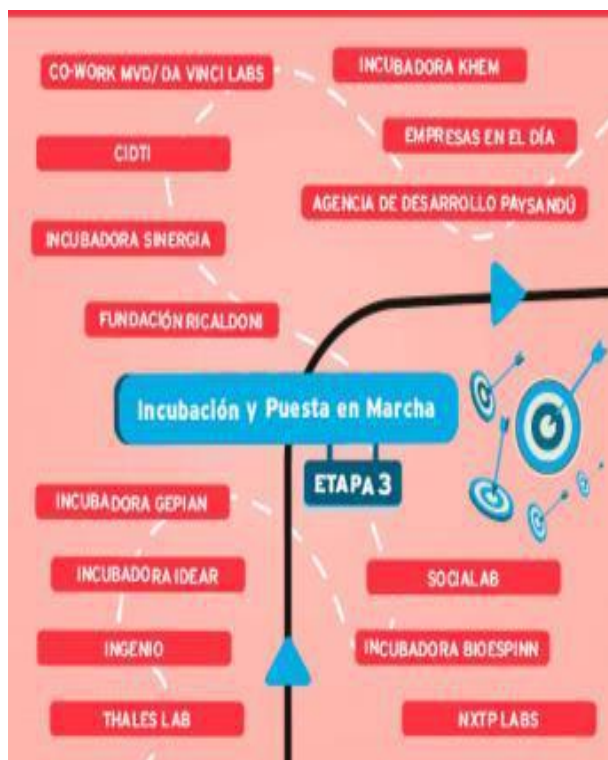 CO-WORK MVD/ DA VINCI LABS
INCUBADORA KHEM
CIDTI
EMPRESAS EN EL DÍA
AGENCIA DE DESARROLLO PAYSANDÚ
INCUBADORA SINERGIA
FUNDACIÓN RICALDONI
Incubación y Puesta en Marcha
ETAPA 3
INCUBADORA GEPIAN
INCUBADORA IDEAR
SOCIALAB
INGENIO
INCUBADORA BIOESPINN
THALES LAB
NXTP LABS